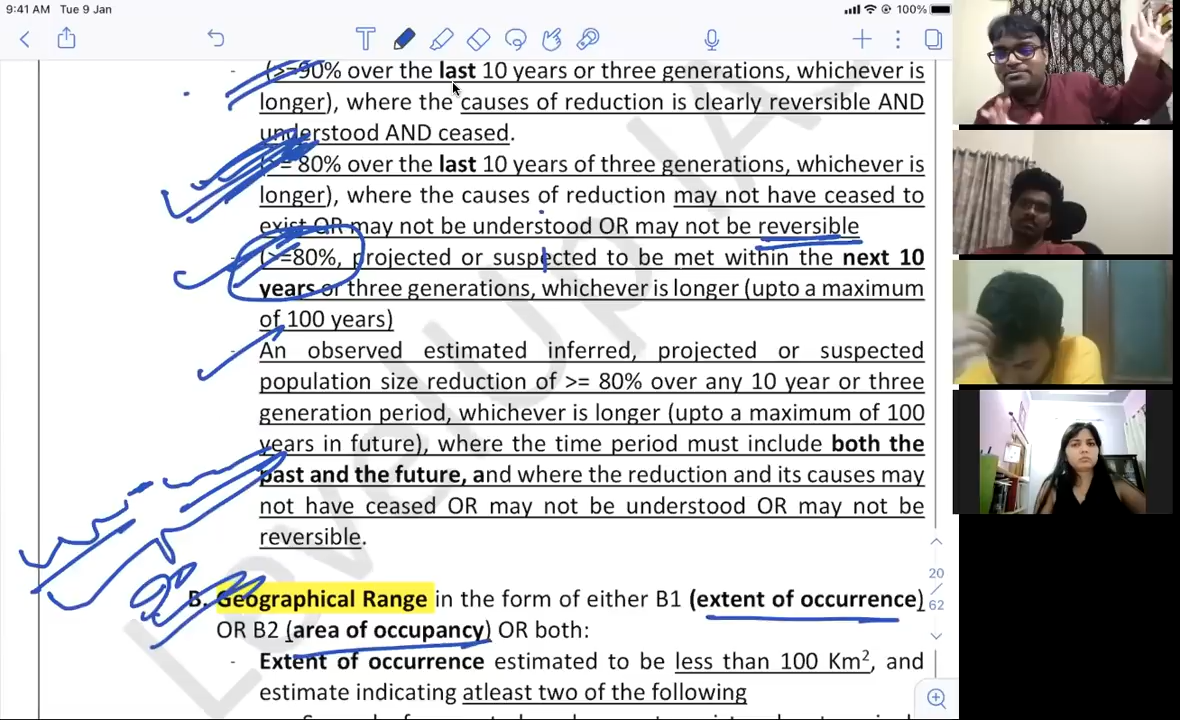 9:41 AM Tue 9 Jan
100%
(>=90% over the last 10 years or three generations, whichever is
longer), where the causes of reduction is clearly reversible AND
understood AND ceased.
(>= 80% over the last 10 years of three generations, whichever is
longer), where the causes of reduction may not have ceased to
exist OR may not be understood OR may not be reversible
(>=80%, projected or suspected to be met within the next 10
years or three generations, whichever is longer (upto a maximum
of 100 years)
An observed estimated inferred, projected or suspected
population size reduction of >= 80% over any 10 year or three
generation period, whichever is longer (upto a maximum of 100
years in future), where the time period must include both the
past and the future, and where the reduction and its causes may
not have ceased OR may not be understood OR may not be
reversible.
B. Geographical Range in the form of either B1 (extent of occurrence)
OR B2 (area of occupancy) OR both:
Extent of occurrence estimated to be less than 100 Km², and
estimate indicating atleast two of the following
20
/
62
LevelUp IA